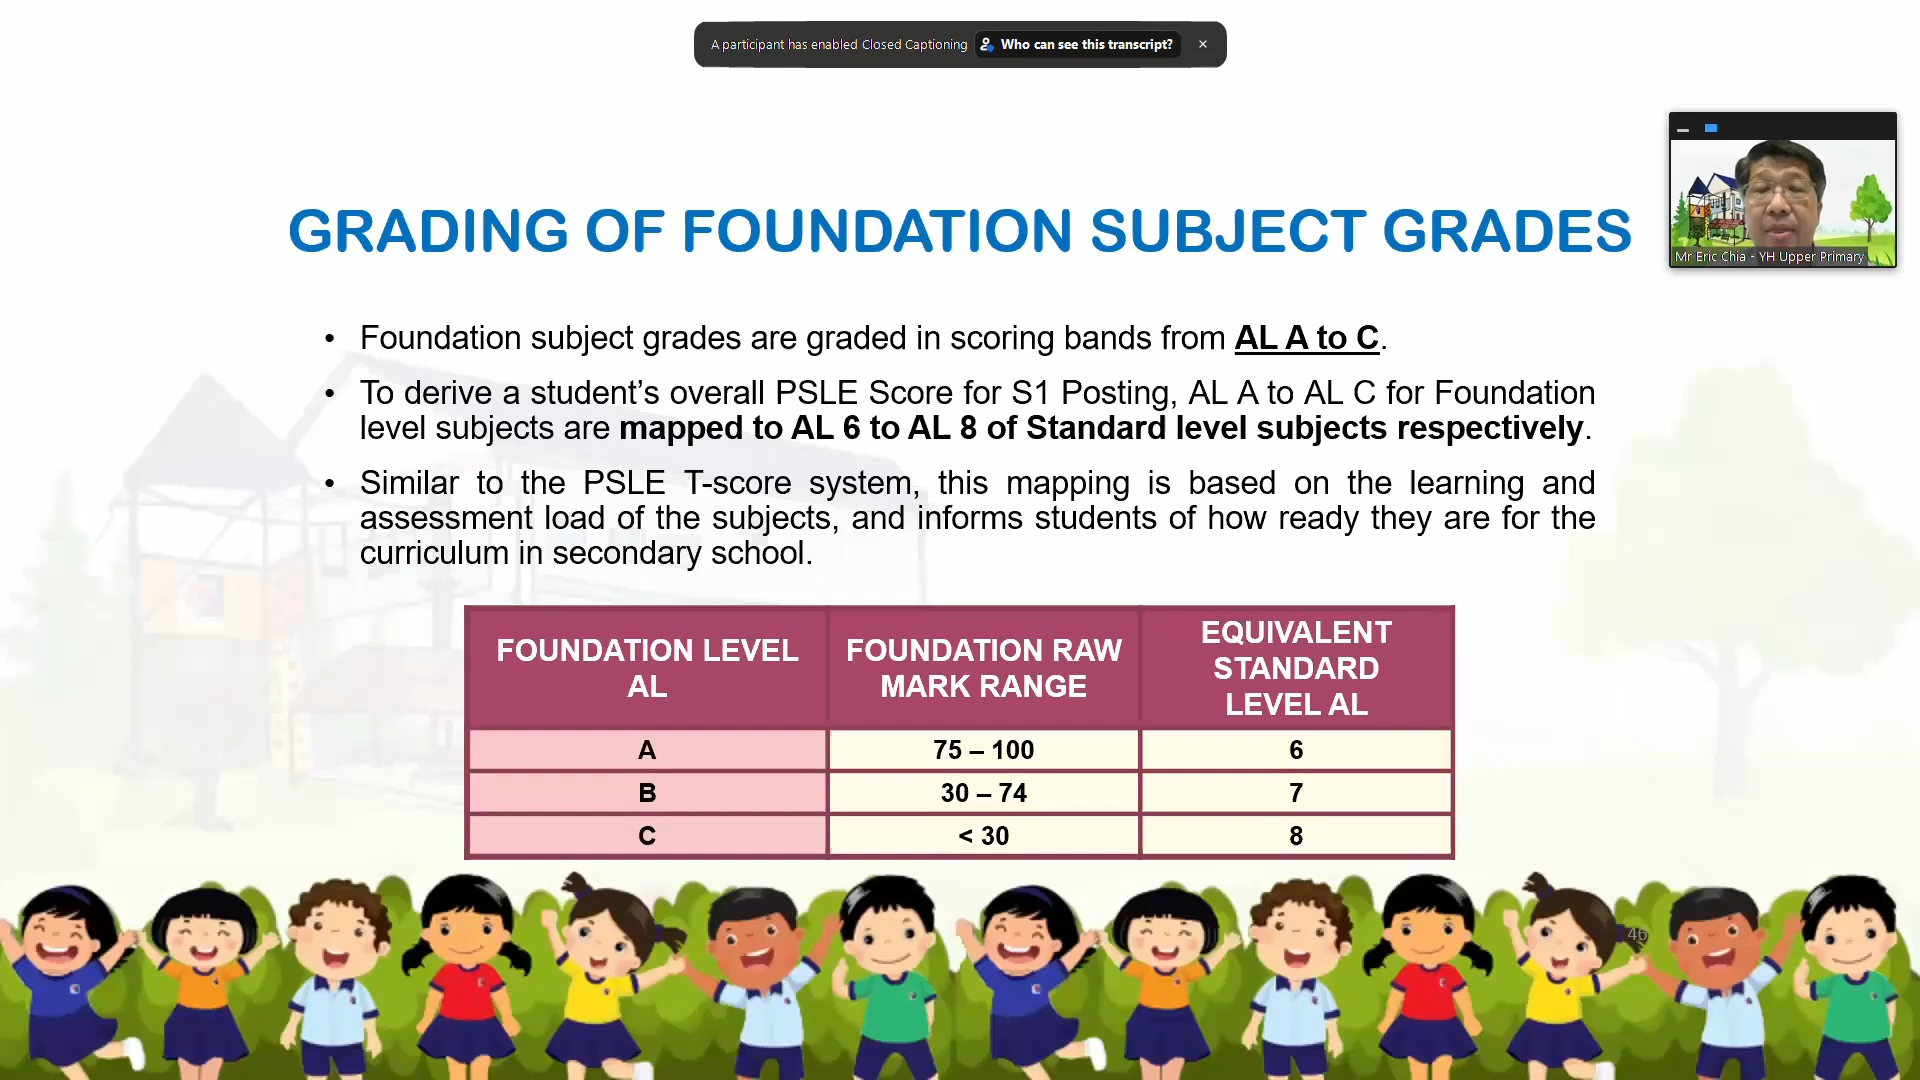 A participant has enabled Closed Captioning Who can see this transcript?
Mr Eric Chia - YH Upper Primary
GRADING OF FOUNDATION SUBJECT GRADES
• Foundation subject grades are graded in scoring bands from AL A to C.
• To derive a student’s overall PSLE Score for S1 Posting, AL A to AL C for Foundation
level subjects are mapped to AL 6 to AL 8 of Standard level subjects respectively.
• Similar to the PSLE T-score system, this mapping is based on the learning and
assessment load of the subjects, and informs students of how ready they are for the
curriculum in secondary school.
FOUNDATION LEVEL
AL
FOUNDATION RAW
MARK RANGE
EQUIVALENT
STANDARD
LEVEL AL
A 75 – 100 6
B 30 – 74 7
C < 30 8
46